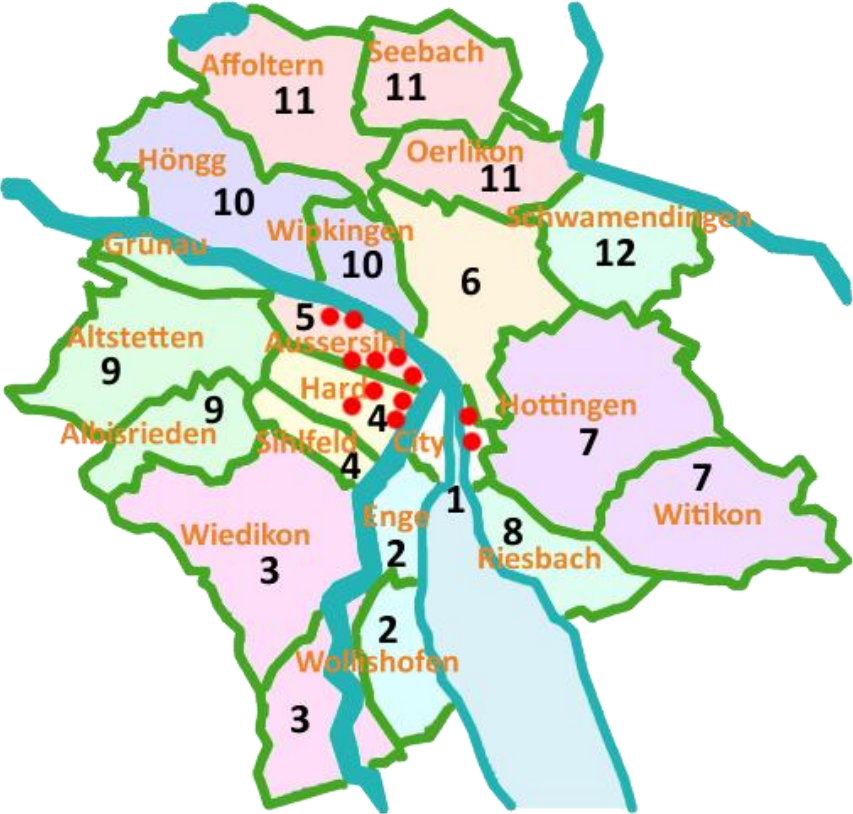 Affoltern
11
Seebach
11
Oerlikon
11
Höngg
10
Schwamendingen
12
Grünau
Wipkingen
10
6
5
Aussersihl
Altstetten
9
Hard
4
9
Albisrieden
Sihlfeld
4
City
Hottingen
7
7
Witikon
1
Enge
2
8
Riesbach
Wiedikon
3
2
Wollishofen
3